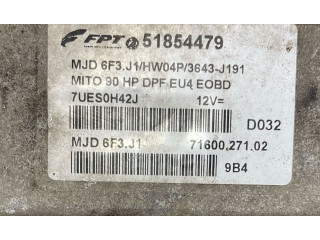 FPT 51854479
MJD 6F3.J1/HW04P/3643-J191
MITO 90 HP DPF EU4 EOBD
7UES0H42J 12V=
D032
MJD 6F3.J1 71600,271.02
9B4